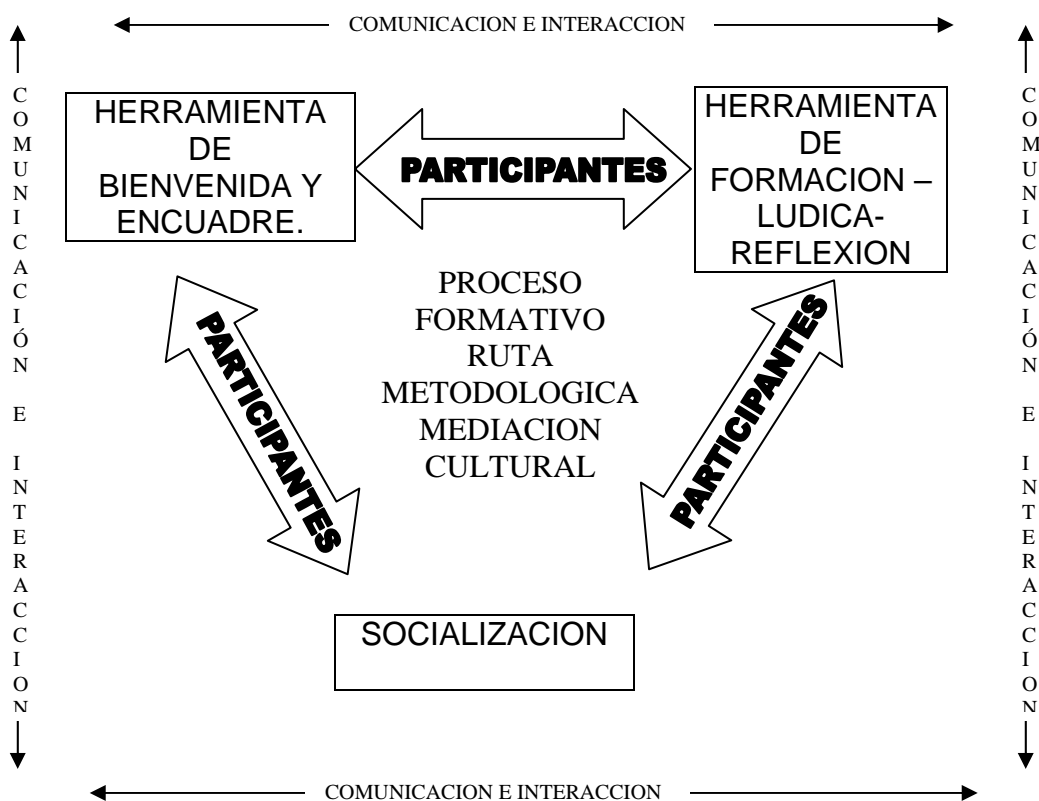 COMUNICACION E INTERACCION
COMUNICACIÓN E INTERACCION
HERRAMIENTA
DE
BIENVENIDA Y
ENCUADRE.
PARTICIPANTES
HERRAMIENTA
DE
FORMACION –
LUDICA-
REFLEXION
COMUNICACIÓN E INTERACCION
PROCESO
FORMATIVO
RUTA
METODOLOGICA
MEDIACION
CULTURAL
PARTICIPANTES
PARTICIPANTES
SOCIALIZACION
COMUNICACION E INTERACCION